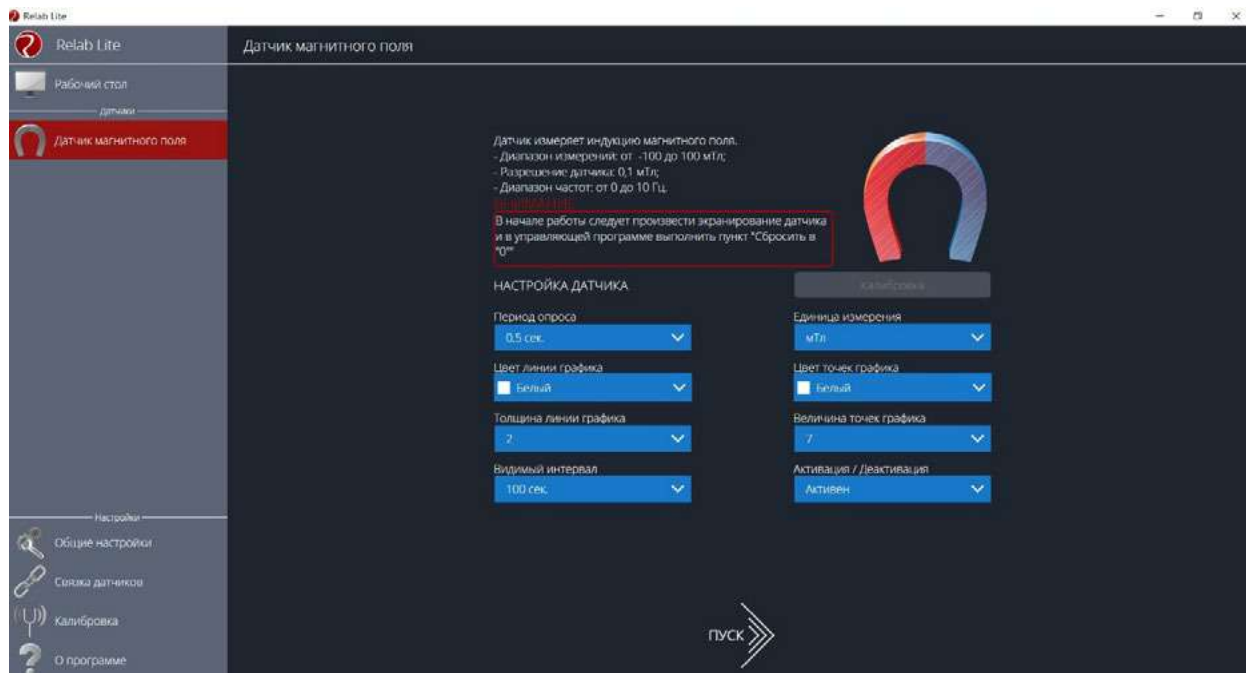 Relab Lite
Relab Lite
Датчик магнитного поля
Рабочий стол
Датчики
Датчик магнитного поля
Датчик измеряет индукцию магнитного поля.
- Диапазон измерений: от -100 до 100 мТл;
- Разрешение датчика: 0,1 мТл;
- Диапазон частот: от 0 до 10 Гц.
В начале работы следует произвести экранирование датчика
и в управляющей программе выполнить пункт "Сбросить в
"0""
НАСТРОЙКА ДАТЧИКА
Калибровка
Период опроса
Единица измерения
0.5 сек.
мТл
Цвет линии графика
Цвет точек графика
Белый
Белый
Толщина линии графика
Величина точек графика
2
7
Видимый интервал
Активация / Деактивация
100 сек.
Активен
Настройки
Общие настройки
Связка датчиков
Калибровка
О программе
ПУСК